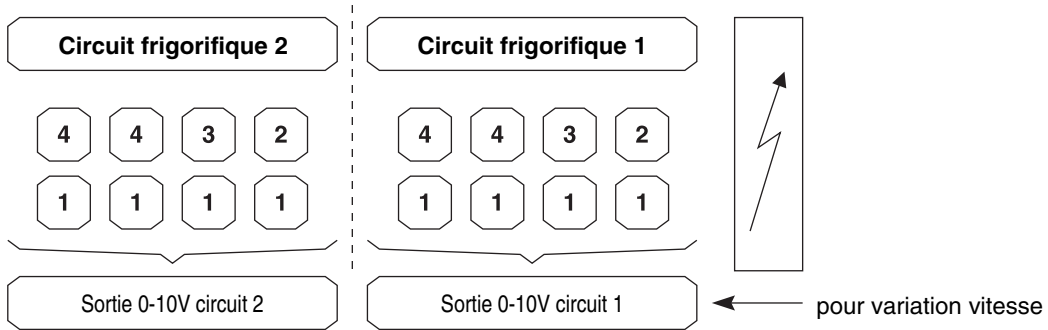 Circuit frigorifique 2 Circuit frigorifique 1
4 4 3 2 4 4 3 2
1 1 1 1 1 1 1 1
Sortie 0-10V circuit 2 Sortie 0-10V circuit 1 pour variation vitesse